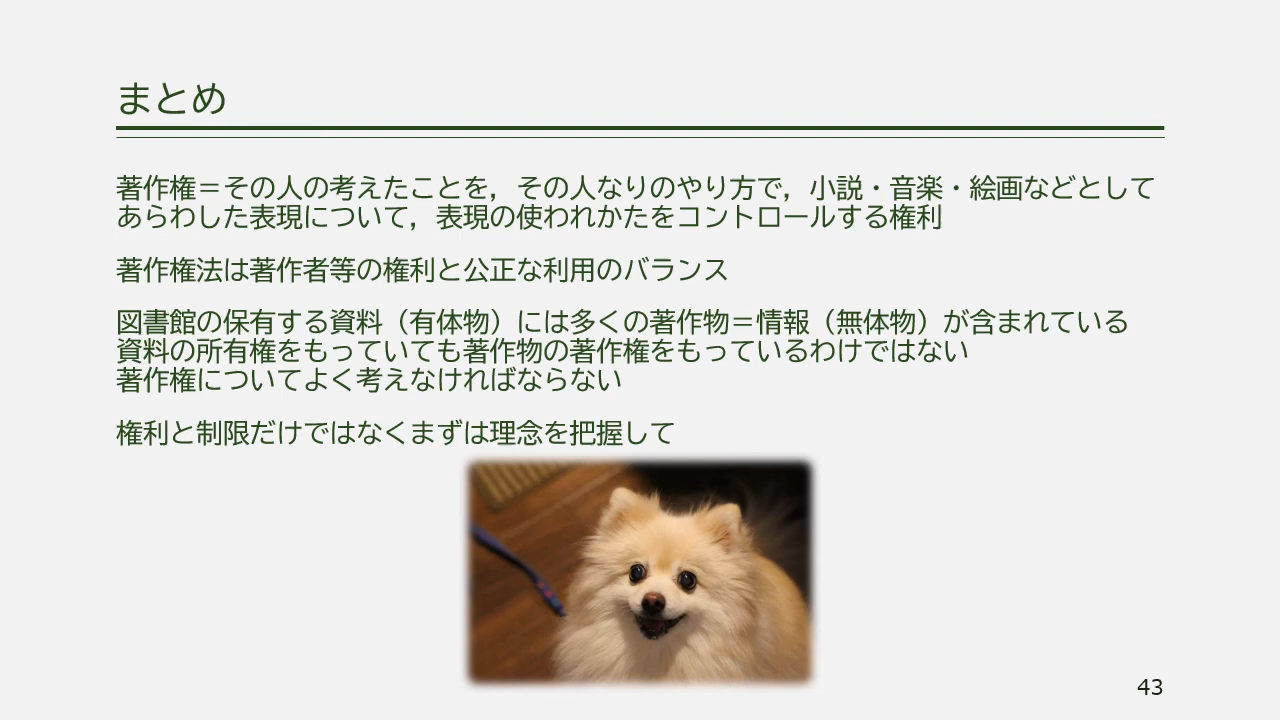 まとめ
著作権＝その人の考えたことを，その人なりのやり方で，小説・音楽・絵画などとして
あらわした表現について，表現の使われかたをコントロールする権利
著作権法は著作者等の権利と公正な利用のバランス
図書館の保有する資料（有体物）には多くの著作物＝情報（無体物）が含まれている
資料の所有権をもっていても著作物の著作権をもっているわけではない
著作権についてよく考えなければならない
権利と制限だけではなくまずは理念を把握して
43